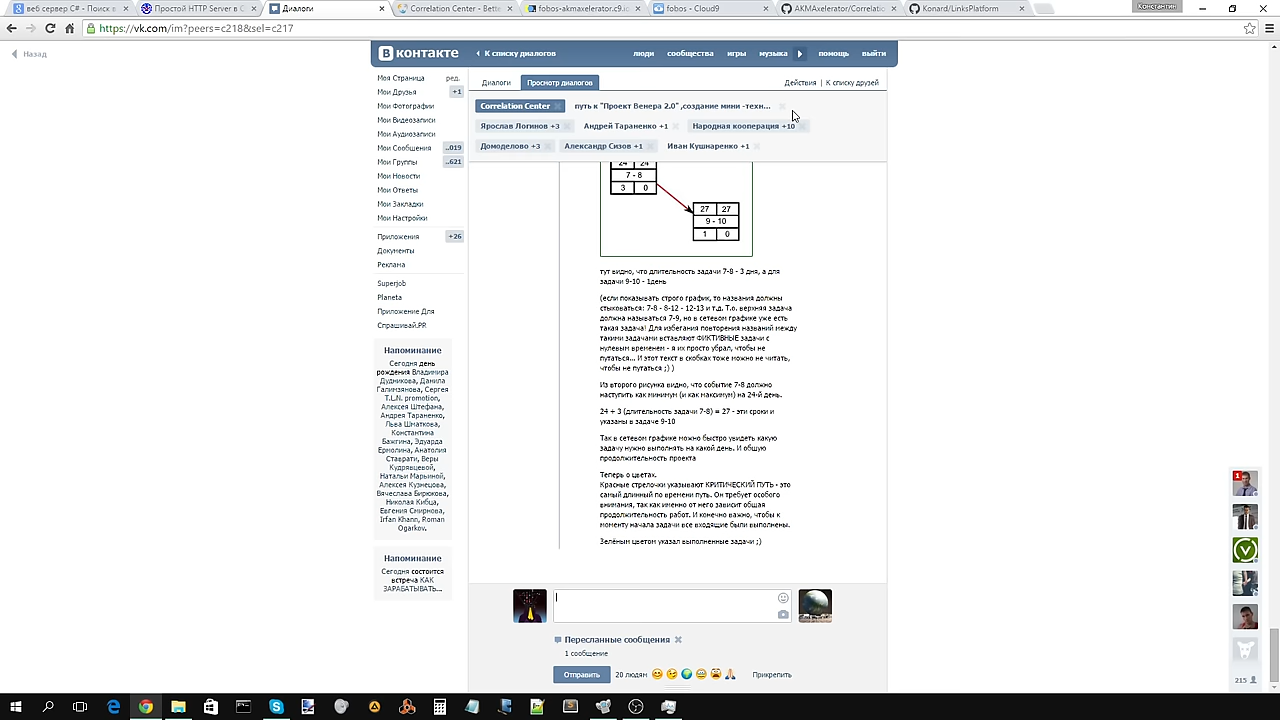 веб сервер C# - Поиск в
Простой HTTP Server в C
Диалоги
Correlation Center - Bette
fobos-akmaxelerator.c9.io
fobos - Cloud9
AKMAxelerator/Correlatio
Konard/LinksPlatform
Константин
https://vk.com/im?peers=c218&sel=c217
Назад
В контакте
К списку диалогов
люди сообщества игры музыка помощь выйти
Моя Страница ред.
Мои Друзья +1
Мои Фотографии
Мои Видеозаписи
Мои Аудиозаписи
Мои Сообщения ..019
Мои Группы ..621
Мои Новости
Мои Ответы
Мои Закладки
Мои Настройки
Приложения +26
Документы
Реклама
Superjob
Planeta
Приложение Для
Спрашивай.PR
Напоминание
Сегодня день
рождения Владимира
Дудникова, Данила
Галимзянова, Сергея
T.L.N. promotion,
Алексея Штефана,
Андрея Тараненко,
Льва Шматкова,
Константина
Бажгина, Эдуарда
Ермолина, Анатолия
Ставрати, Веры
Кудрявцевой,
Натальи Марьиной,
Алексея Кузнецова,
Вячеслава Бирюкова,
Николая Кибца,
Евгения Смирнова,
Irfan Khann, Roman
Ogarkov.
Напоминание
Сегодня состоится
встреча КАК
ЗАРАБАТЫВАТЬ...
Диалоги Просмотр диалогов Действия | К списку друзей
Correlation Center путь к "Проект Венера 2.0" ,создание мини -техн...
Ярослав Логинов +3 Андрей Тараненко +1 Народная кооперация +10
Домоделово +3 Александр Сизов +1 Иван Кушнаренко +1
24 24
7 - 8
3 0
27 27
9 - 10
1 0
тут видно, что длительность задачи 7-8 - 3 дня, а для
задачи 9-10 - 1день
(если показывать строго график, то названия должны
стыковаться: 7-8 - 8-12 - 12-13 и т.д. Т.о. верхняя задача
должна называться 7-9, но в сетевом графике уже есть
такая задача! Для избегания повторения названий между
такими задачами вставляют ФИКТИВНЫЕ задачи с
нулевым временем - я их просто убрал, чтобы не
путаться... И этот текст в скобках тоже можно не читать,
чтобы не путаться ;) )
Из второго рисунка видно, что событие 7-8 должно
наступить как минимум (и как максимум) на 24-й день.
24 + 3 (длительность задачи 7-8) = 27 - эти сроки и
указаны в задаче 9-10
Так в сетевом графике можно быстро увидеть какую
задачу нужно выполнять на какой день. И общую
продолжительность проекта
Теперь о цветах.
Красные стрелочки указывают КРИТИЧЕСКИЙ ПУТЬ - это
самый длинный по времени путь. Он требует особого
внимания, так как именно от него зависит общая
продолжительность работ. И конечно важно, чтобы к
моменту начала задачи все входящие были выполнены.
Зелёным цветом указал выполненные задачи ;)
Пересланные сообщения
1 сообщение
Отправить 20 людям Прикрепить
1
215